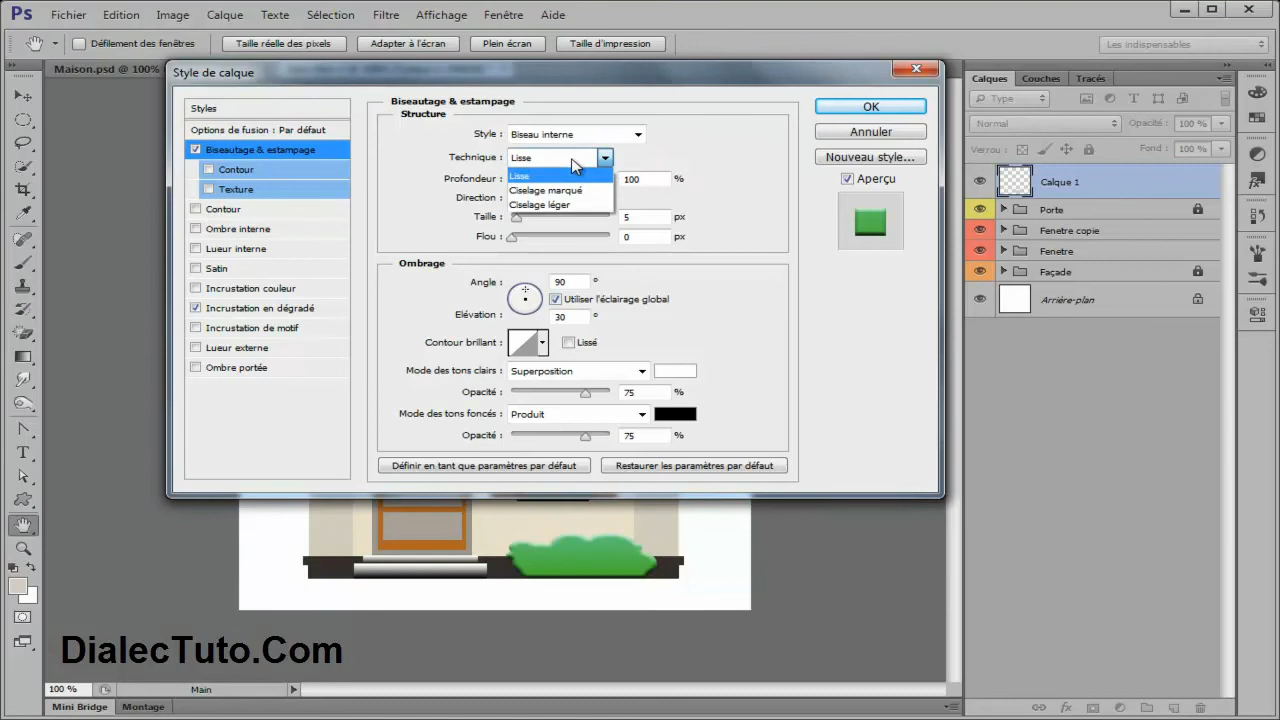 Ps Fichier Edition Image Calque Texte Sélection Filtre Affichage Fenêtre Aide
Défilement des fenêtres Taille réelle des pixels Adapter à l'écran Plein écran Taille d'impression Les indispensables
Maison.psd @ 100%
Style de calque
Styles
Options de fusion : Par défaut
Biseautage & estampage
Contour
Texture
Contour
Ombre interne
Lueur interne
Satin
Incrustation couleur
Incrustation en dégradé
Incrustation de motif
Lueur externe
Ombre portée
Biseautage & estampage
Structure
Style : Biseau interne
Technique : Lisse
Lisse
Ciselage marqué
Ciselage léger
Profondeur : 100 %
Direction :
Taille : 5 px
Flou : 0 px
Ombrage
Angle : 90 °
Utiliser l'éclairage global
Elévation : 30 °
Contour brillant : Lissé
Mode des tons clairs : Superposition
Opacité : 75 %
Mode des tons foncés : Produit
Opacité : 75 %
Définir en tant que paramètres par défaut Restaurer les paramètres par défaut
OK
Annuler
Nouveau style...
Aperçu
Calques Couches Tracés
Type
Normal Opacité : 100 %
Verrou : Fond : 100 %
Calque 1
Porte
Fenetre copie
Fenetre
Façade
Arrière-plan
DialecTuto.Com
100 % Main
Mini Bridge Montage